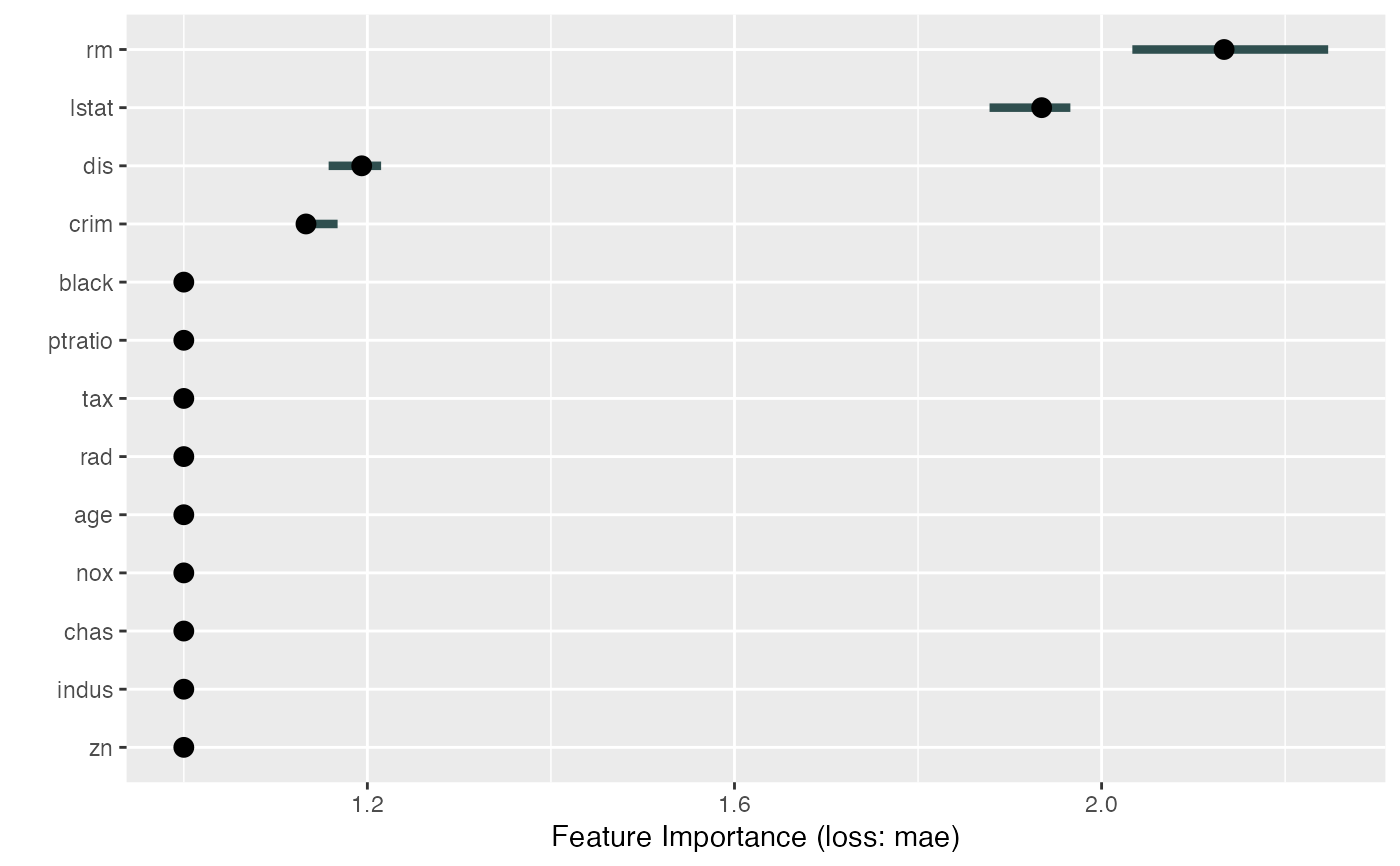 rm
lstat
dis
crim
black
ptratio
tax
rad
age
nox
chas
indus
zn
1.2 1.6 2.0
Feature Importance (loss: mae)